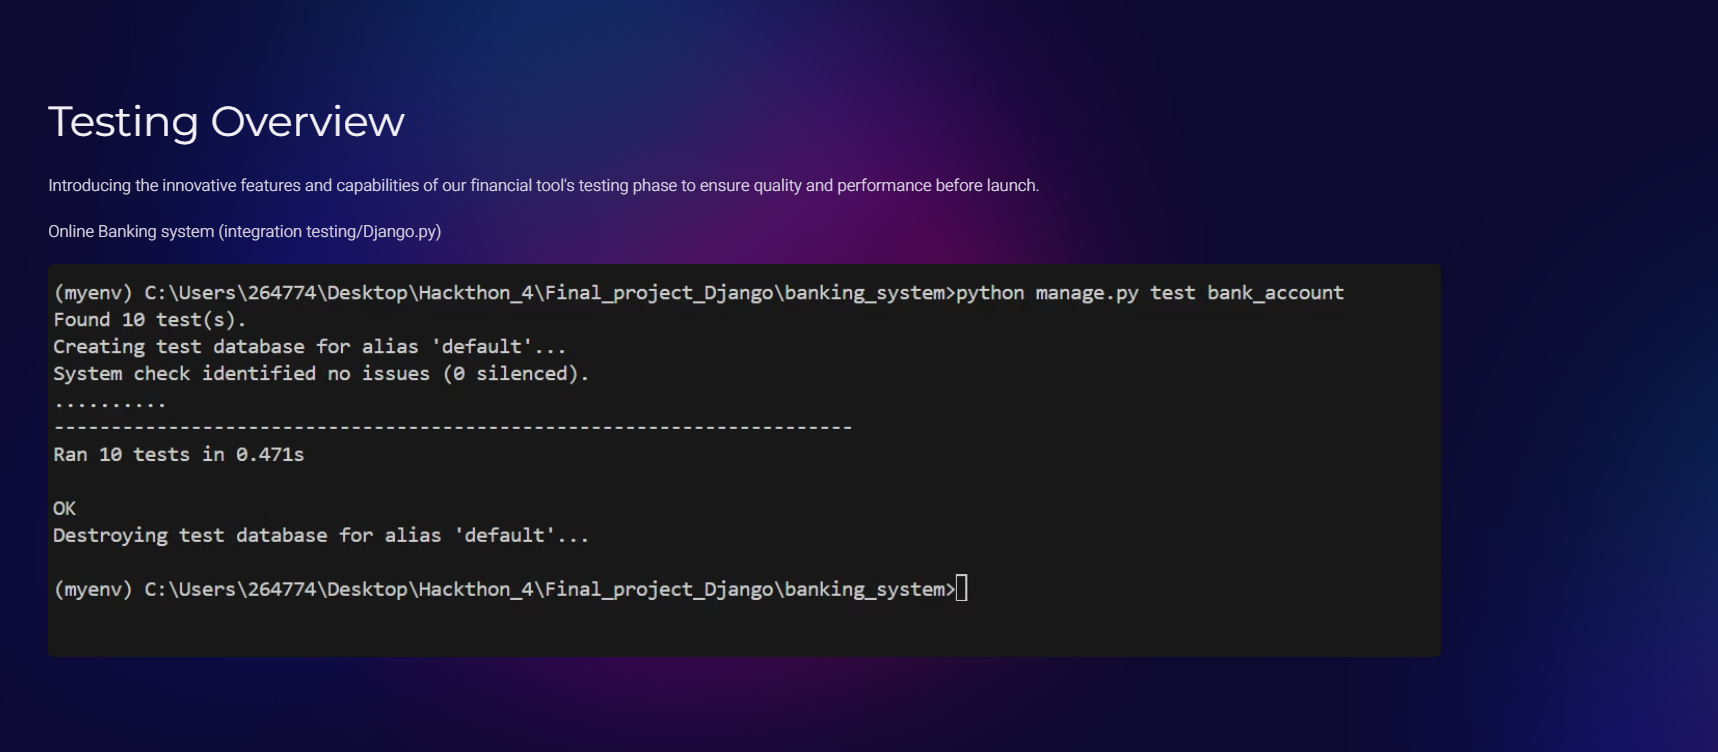 Testing Overview
Introducing the innovative features and capabilities of our financial tool's testing phase to ensure quality and performance before launch.
Online Banking system (integration testing/Django.py)
(myenv) C:\Users\264774\Desktop\Hackthon_4\Final_project_Django\banking_system>python manage.py test bank_account
Found 10 test(s).
Creating test database for alias 'default'...
System check identified no issues (0 silenced).
..........
----------------------------------------------------------------------
Ran 10 tests in 0.471s
OK
Destroying test database for alias 'default'...
(myenv) C:\Users\264774\Desktop\Hackthon_4\Final_project_Django\banking_system>